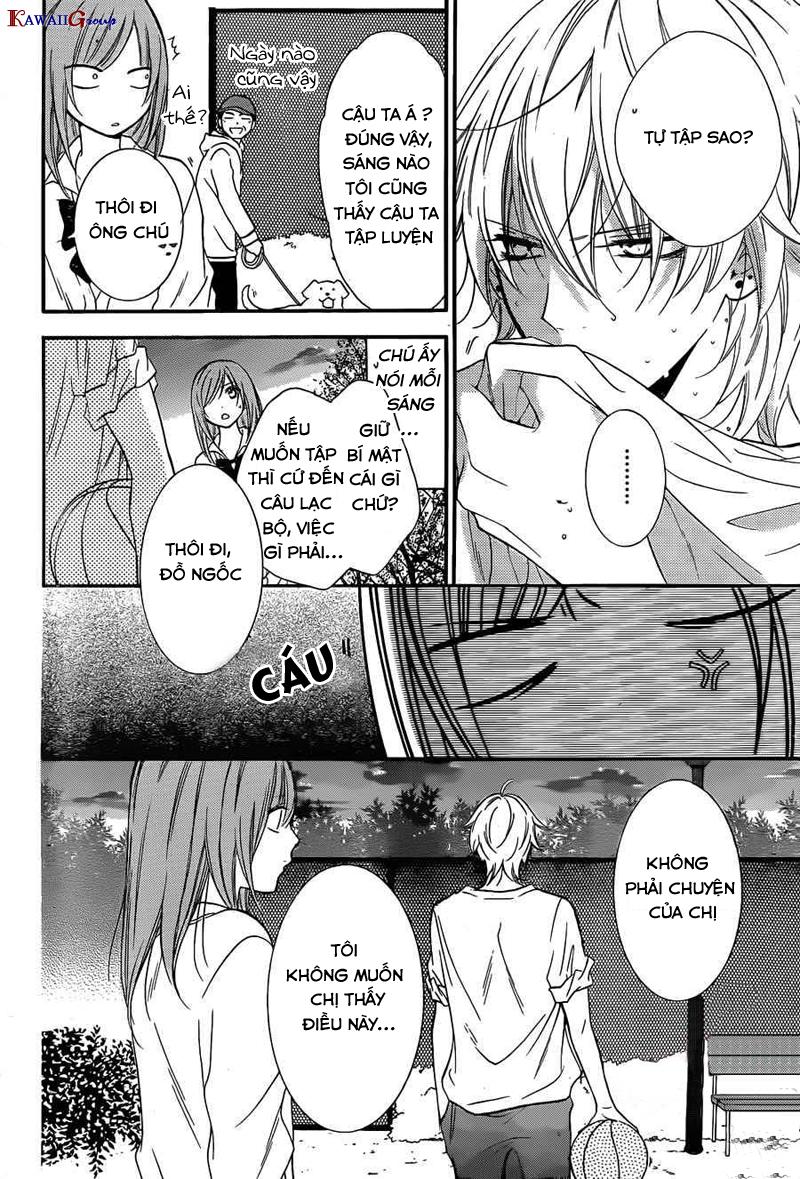 KAWAIIGroup
TỰ TẬP SAO?
………
CẬU TA Á ?
ĐÚNG VẬY,
SÁNG NÀO
TÔI CŨNG
THẤY CẬU TA
TẬP LUYỆN
Ngày nào
cũng vậy
Ai
thế?
THÔI ĐI
ÔNG CHÚ
CHÚ ẤY
NÓI MỖI
SÁNG
...
GIỮ
BÍ MẬT
CÁI GÌ
CHỨ?
NẾU
MUỐN TẬP
THÌ CỨ ĐẾN
CÂU LẠC
BỘ, VIỆC
GÌ PHẢI...
THÔI ĐI,
ĐỒ NGỐC
CÁU
KHÔNG
PHẢI CHUYỆN
CỦA CHỊ
TÔI
KHÔNG MUỐN
CHỊ THẤY
ĐIỀU NÀY...